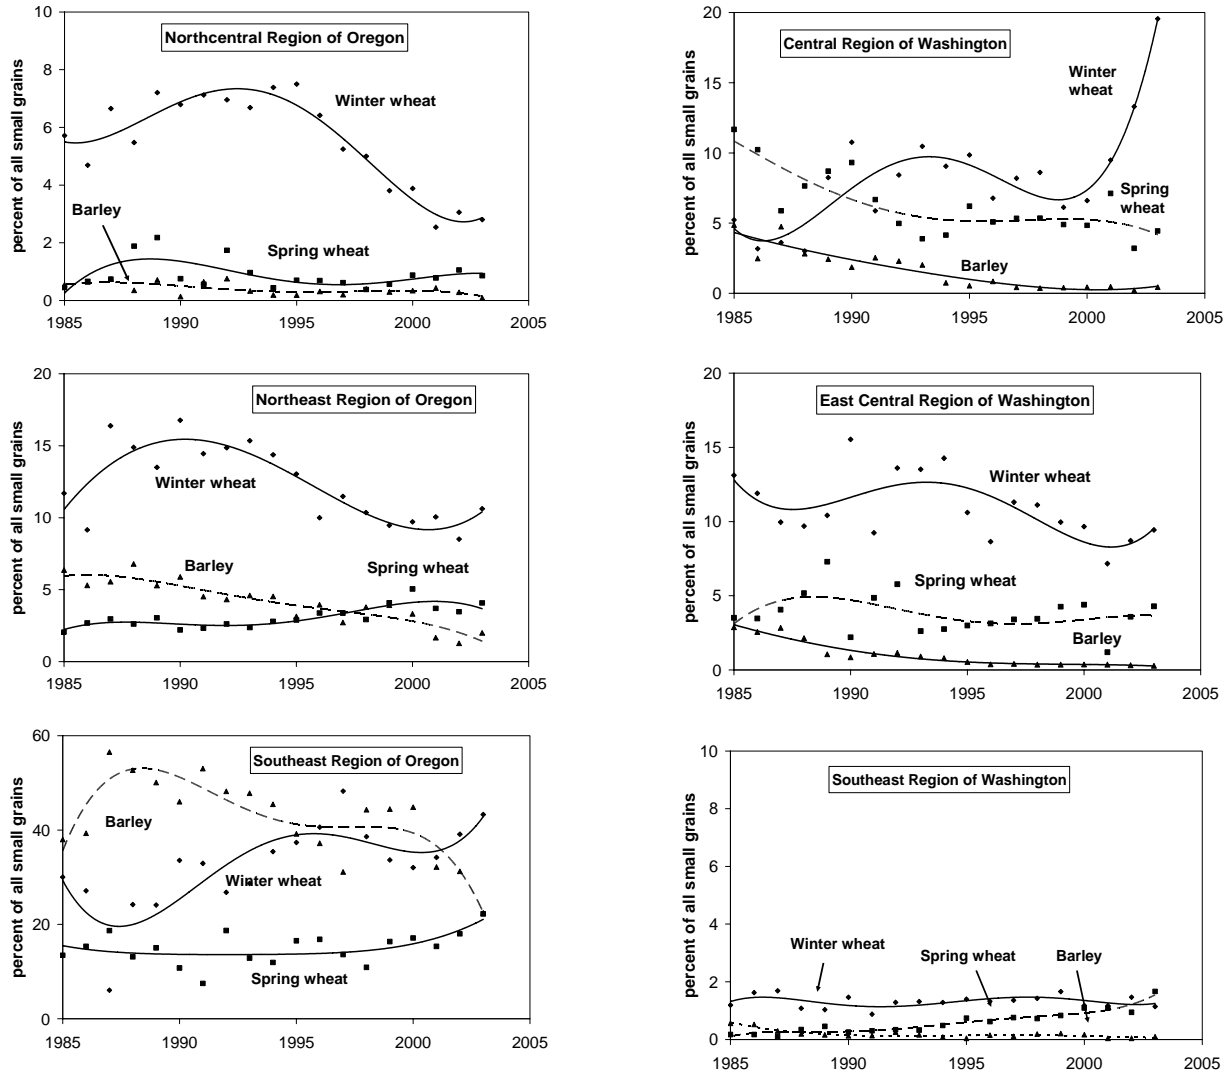 percent of all small grains
10
8
6
4
2
0
Northcentral Region of Oregon
Winter wheat
Barley
Spring wheat
1985 1990 1995 2000 2005
percent of all small grains
20
15
10
5
0
Central Region of Washington
Winter
wheat
Spring
wheat
Barley
1985 1990 1995 2000 2005
percent of all small grains
20
15
10
5
0
Northeast Region of Oregon
Winter wheat
Barley
Spring wheat
1985 1990 1995 2000 2005
percent of all small grains
20
15
10
5
0
East Central Region of Washington
Winter wheat
Spring wheat
Barley
1985 1990 1995 2000 2005
percent of all small grains
60
40
20
0
Southeast Region of Oregon
Barley
Winter wheat
Spring wheat
1985 1990 1995 2000 2005
percent of all small grains
10
8
6
4
2
0
Southeast Region of Washington
Winter wheat
Spring wheat
Barley
1985 1990 1995 2000 2005